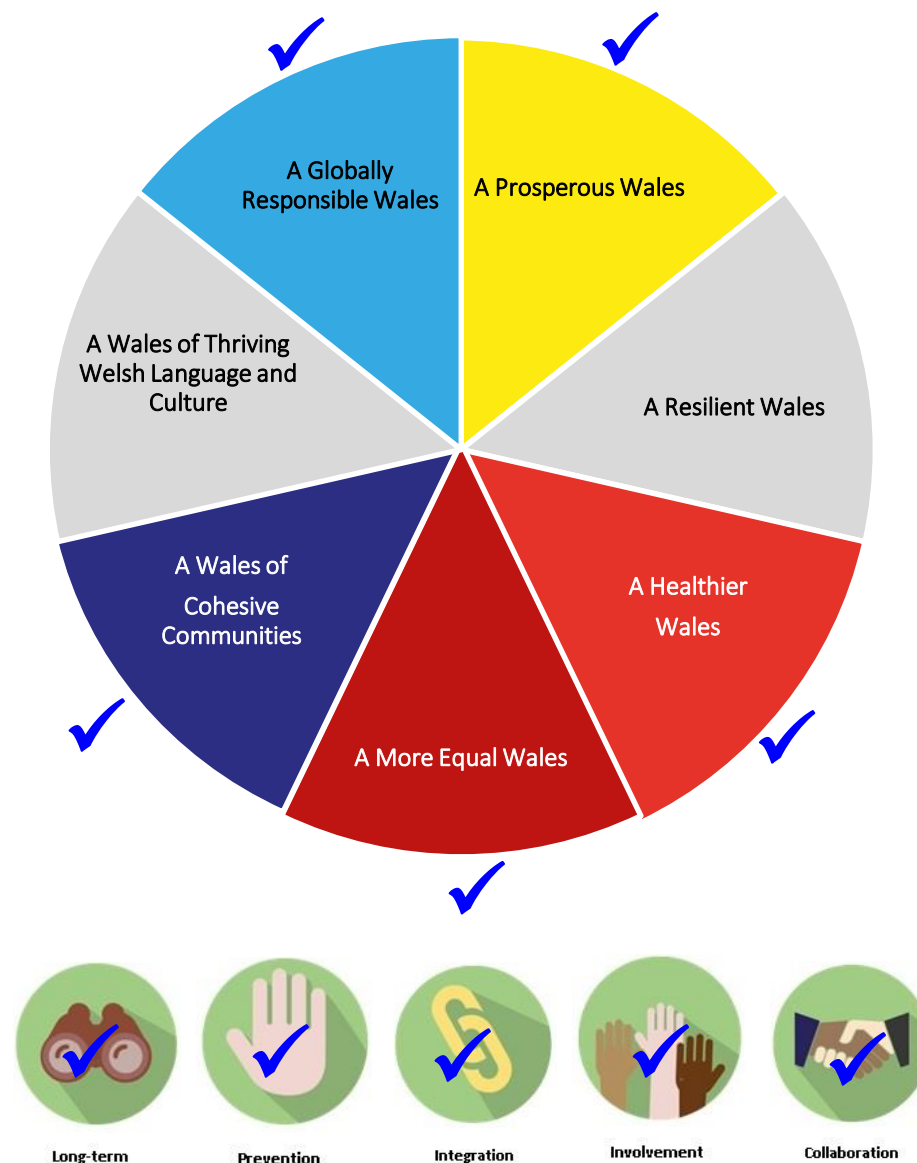 A Globally
Responsible Wales
A Prosperous Wales
A Wales of Thriving
Welsh Language and
Culture
A Resilient Wales
A Wales of
Cohesive
Communities
A Healthier
Wales
A More Equal Wales
Long-term
Prevention
Integration
Involvement
Collaboration